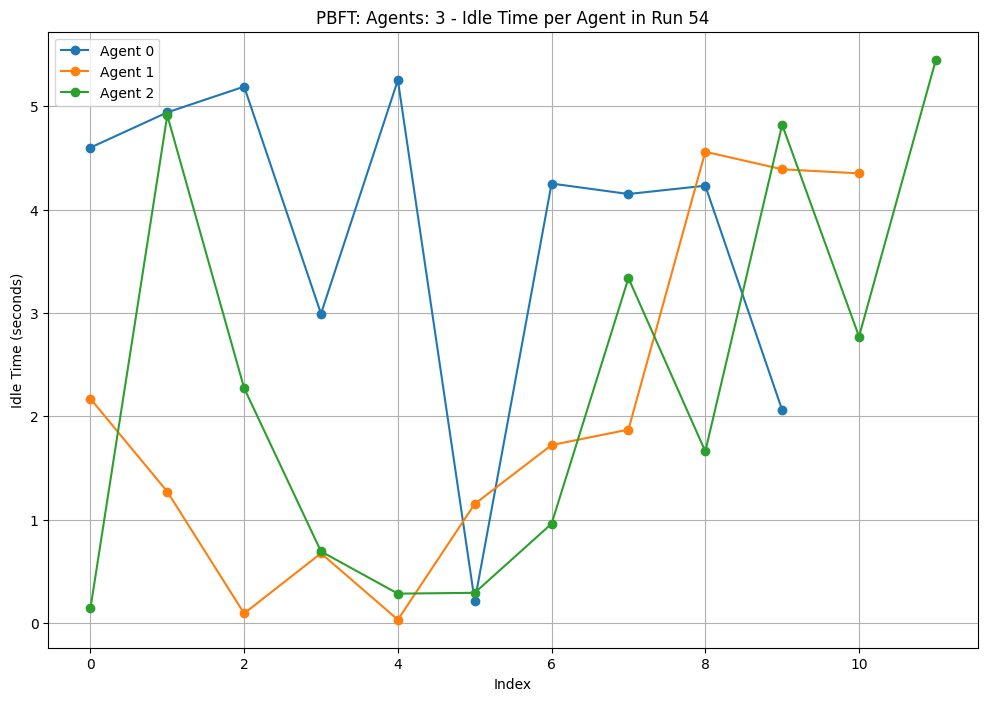 PBFT: Agents: 3 - Idle Time per Agent in Run 54
Agent 0
Agent 1
Agent 2
Idle Time (seconds)
5
4
3
2
1
0
0 2 4 6 8 10
Index